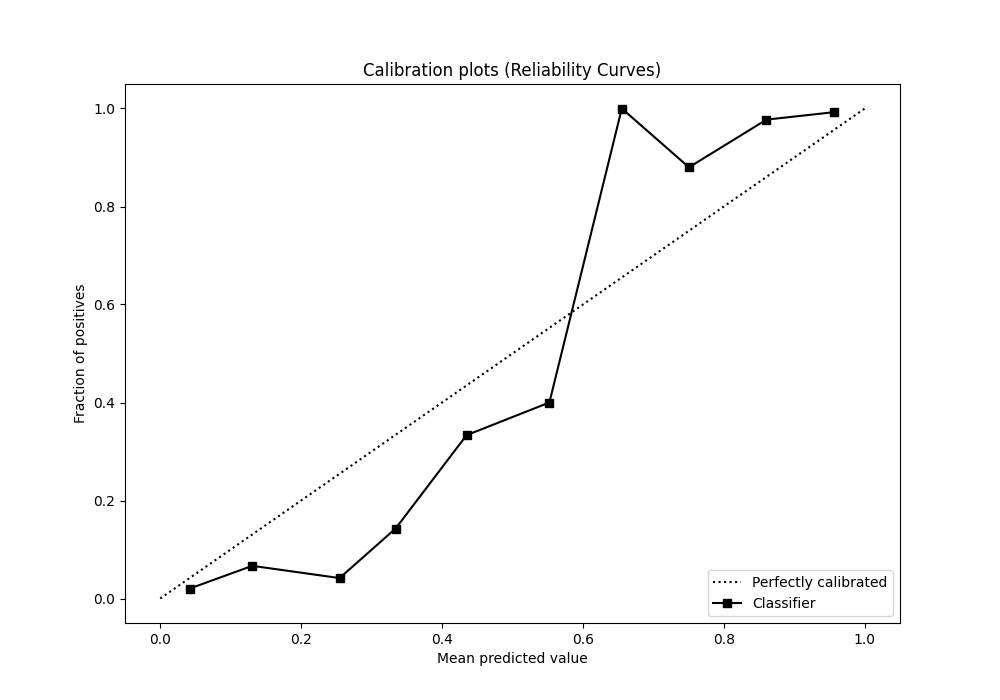 Calibration plots (Reliability Curves)
1.0
0.8
0.6
0.4
0.2
0.0
Fraction of positives
0.0 0.2 0.4 0.6 0.8 1.0
Mean predicted value
Perfectly calibrated
Classifier